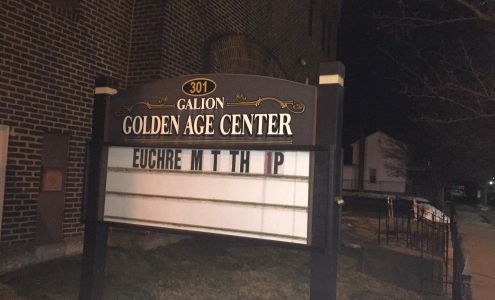 301
GALION
GOLDEN AGE CENTER
EUCHRE M T TH 1P